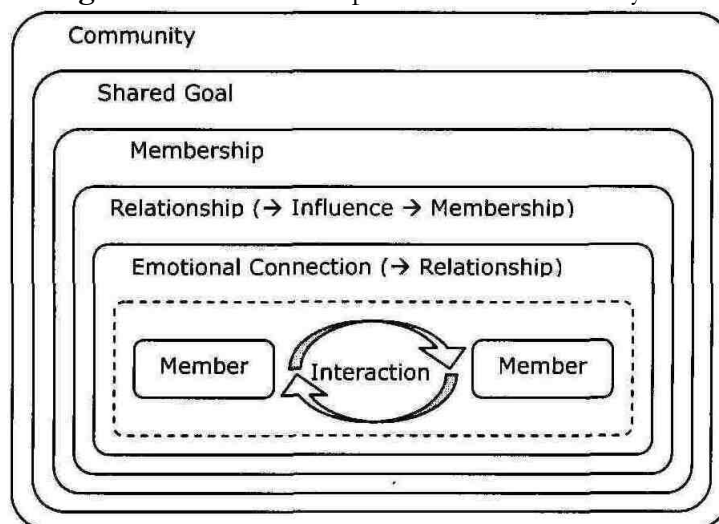 Community
Shared Goal
Membership
Relationship (→ Influence → Membership)
Emotional Connection (→ Relationship)
Member Interaction Member